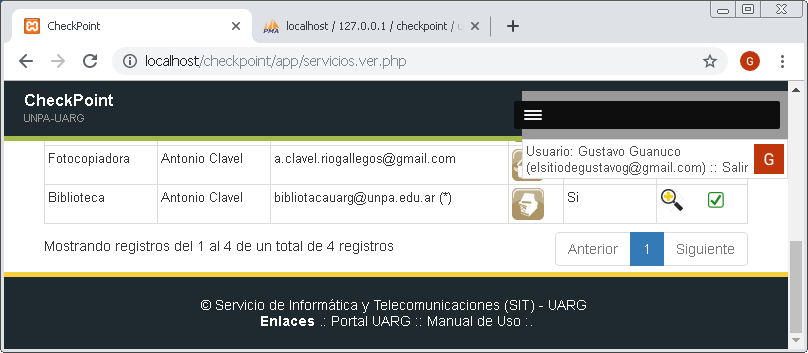 CheckPoint
localhost / 127.0.0.1 / checkpoint /
localhost/checkpoint/app/servicios.ver.php
G
CheckPoint
UNPA-UARG
Usuario: Gustavo Guanuco
(elsitiodegustavog@gmail.com) :: Salir
G
Fotocopiadora Antonio Clavel a.clavel.riogallegos@gmail.com
Biblioteca Antonio Clavel bibliotacauarg@unpa.edu.ar (*) Si
Mostrando registros del 1 al 4 de un total de 4 registros
Anterior 1 Siguiente
© Servicio de Informática y Telecomunicaciones (SIT) - UARG
Enlaces .: Portal UARG :: Manual de Uso :.